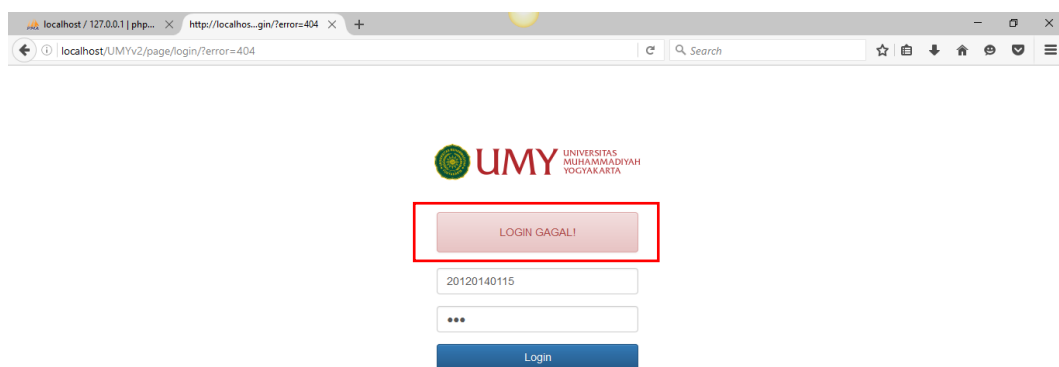 localhost / 127.0.0.1 | php...
http://localhos...gin/?error=404
localhost/UMYv2/page/login/?error=404
Search
UMY UNIVERSITAS
MUHAMMADIYAH
YOGYAKARTA
LOGIN GAGAL!
20120140115
Login